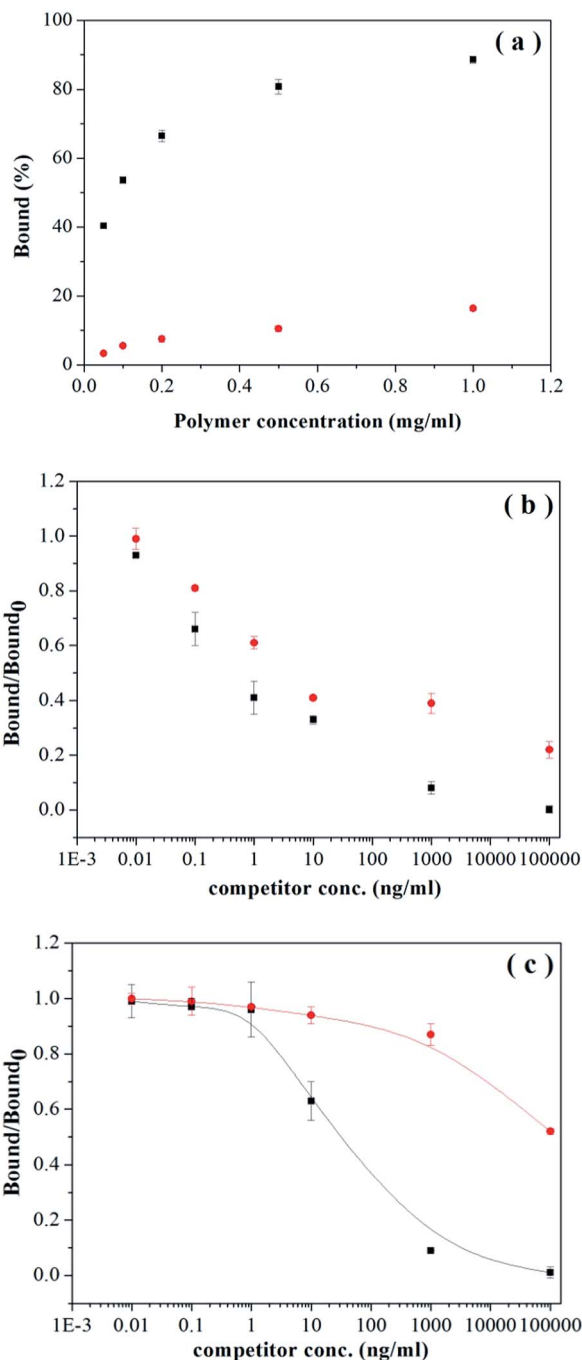 ( a )
100
80
60
40
20
0
Bound (%)
0.0 0.2 0.4 0.6 0.8 1.0 1.2
Polymer concentration (mg/ml)
( b )
1.2
1.0
0.8
0.6
0.4
0.2
0.0
Bound/Bound0
1E-3 0.01 0.1 1 10 100 1000 10000 100000
competitor conc. (ng/ml)
( c )
1.2
1.0
0.8
0.6
0.4
0.2
0.0
Bound/Bound0
1E-3 0.01 0.1 1 10 100 1000 10000 100000
competitor conc. (ng/ml)